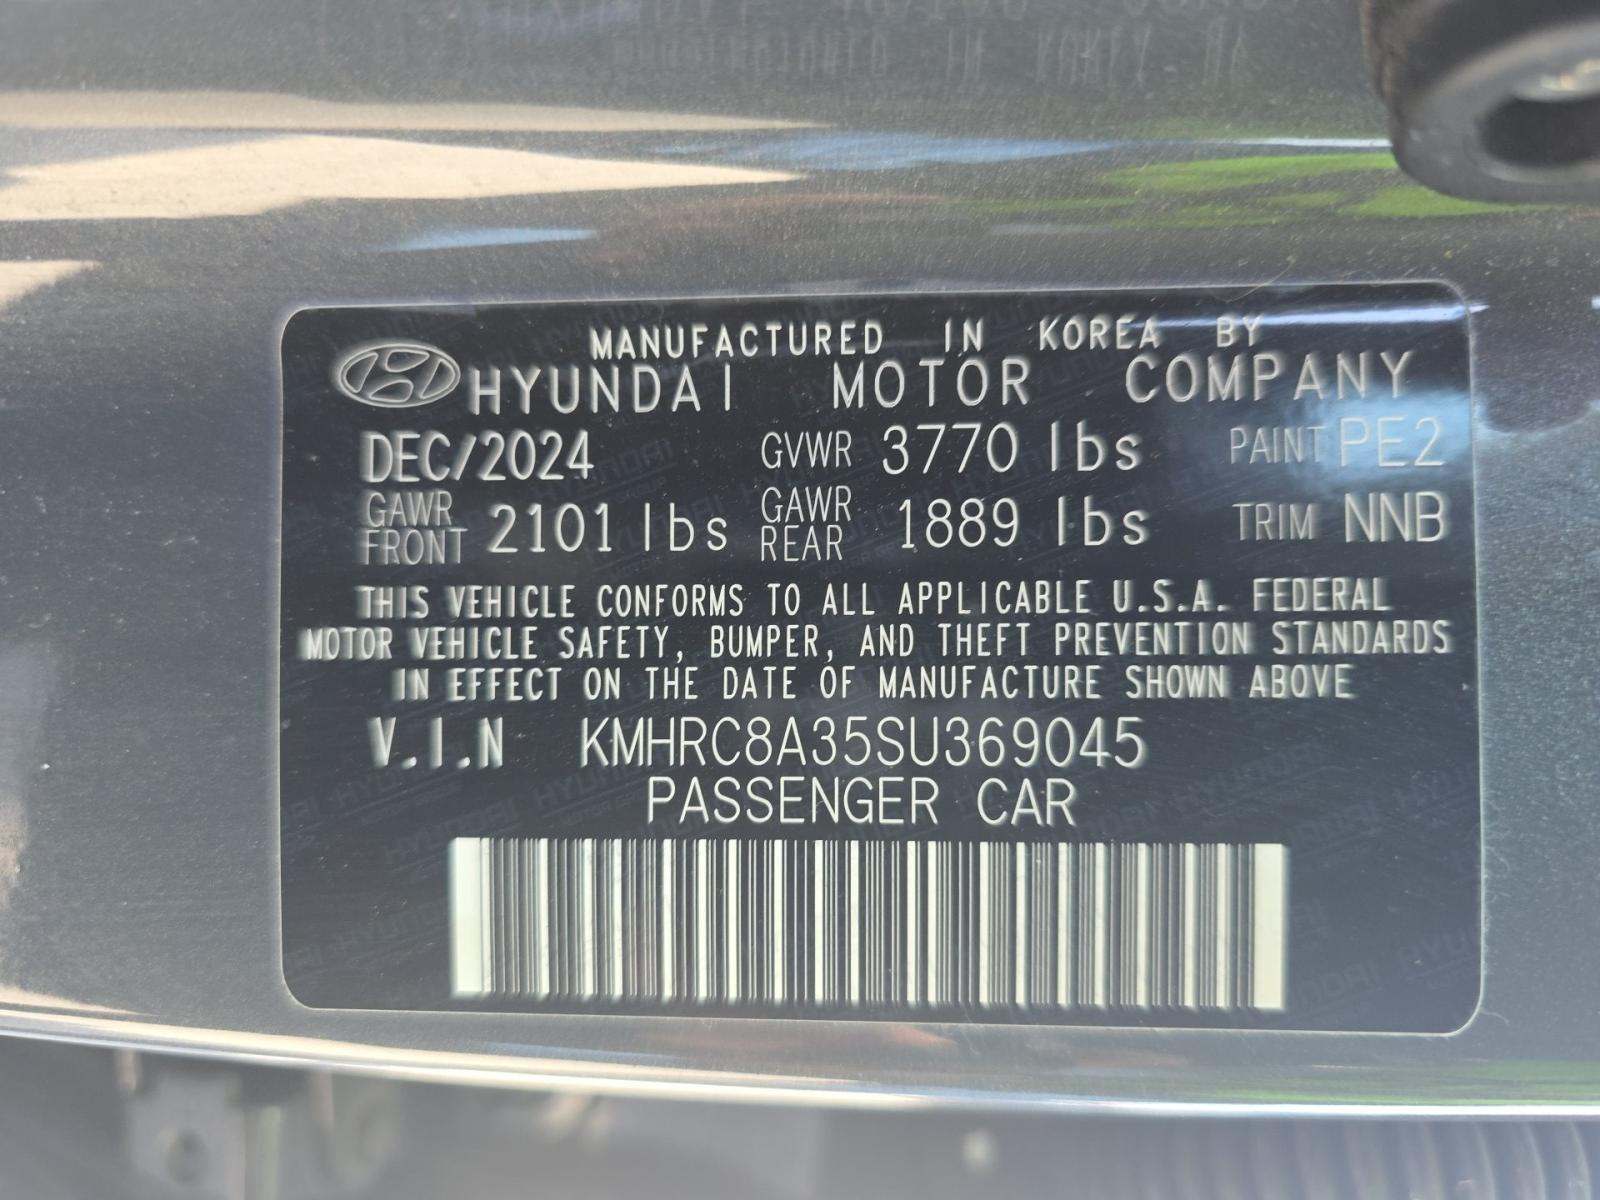 MANUFACTURED IN KOREA BY
HYUNDAI MOTOR COMPANY
DEC/2024 GVWR 3770 lbs PAINT PE2
GAWR FRONT 2101 lbs GAWR REAR 1889 lbs TRIM NNB
THIS VEHICLE CONFORMS TO ALL APPLICABLE U.S.A. FEDERAL
MOTOR VEHICLE SAFETY, BUMPER, AND THEFT PREVENTION STANDARDS
IN EFFECT ON THE DATE OF MANUFACTURE SHOWN ABOVE
V.I.N KMHRC8A35SU369045
PASSENGER CAR